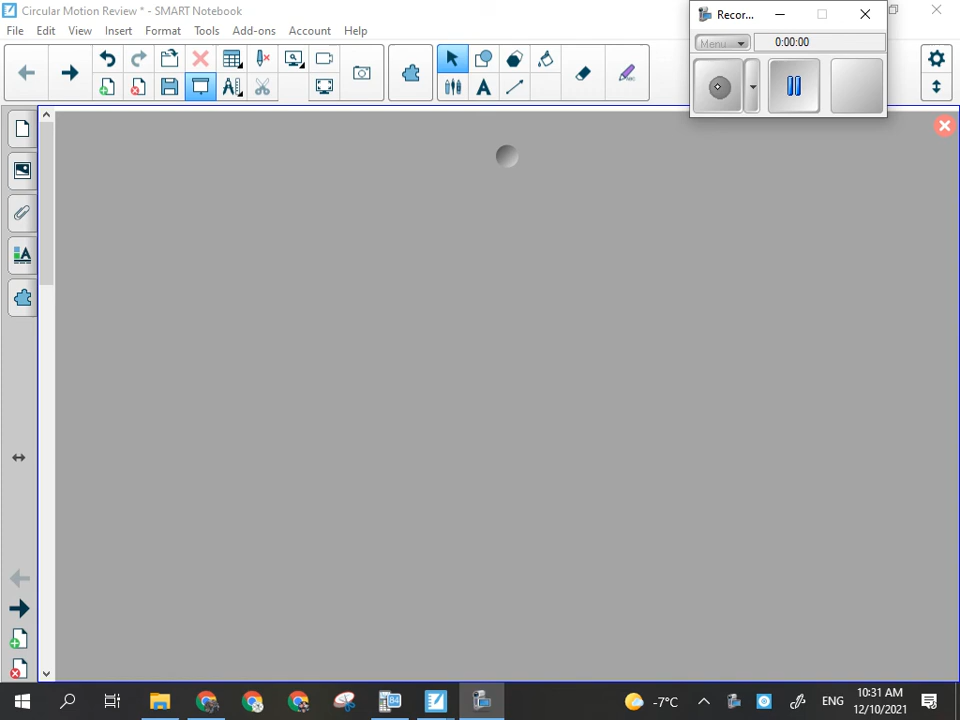 Circular Motion Review * - SMART Notebook
File Edit View Insert Format Tools Add-ons Account Help
Recor...
Menu
0:00:00
-7°C
ENG
10:31 AM
12/10/2021